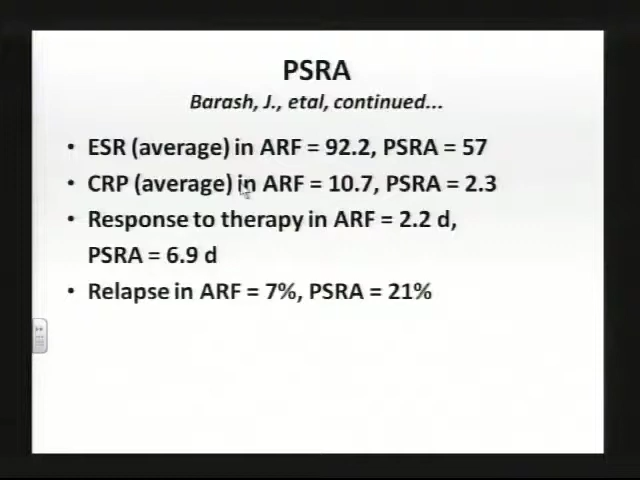 PSRA
Barash, J., etal, continued...
• ESR (average) in ARF = 92.2, PSRA = 57
• CRP (average) in ARF = 10.7, PSRA = 2.3
• Response to therapy in ARF = 2.2 d,
PSRA = 6.9 d
• Relapse in ARF = 7%, PSRA = 21%